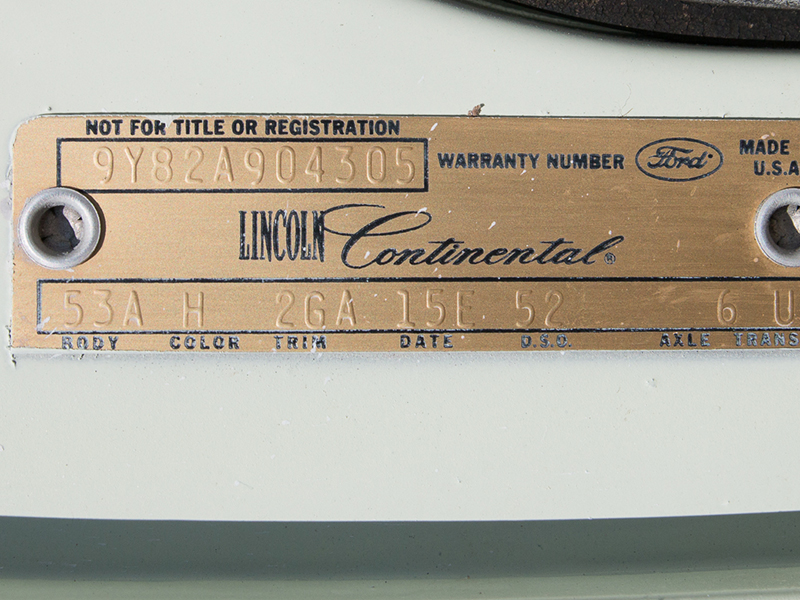 NOT FOR TITLE OR REGISTRATION
9Y82A904305 WARRANTY NUMBER Ford MADE
U.S.A
LINCOLN Continental®
53A H 2GA 15E 52 6 U
BODY COLOR TRIM DATE D.S.O. AXLE TRANS